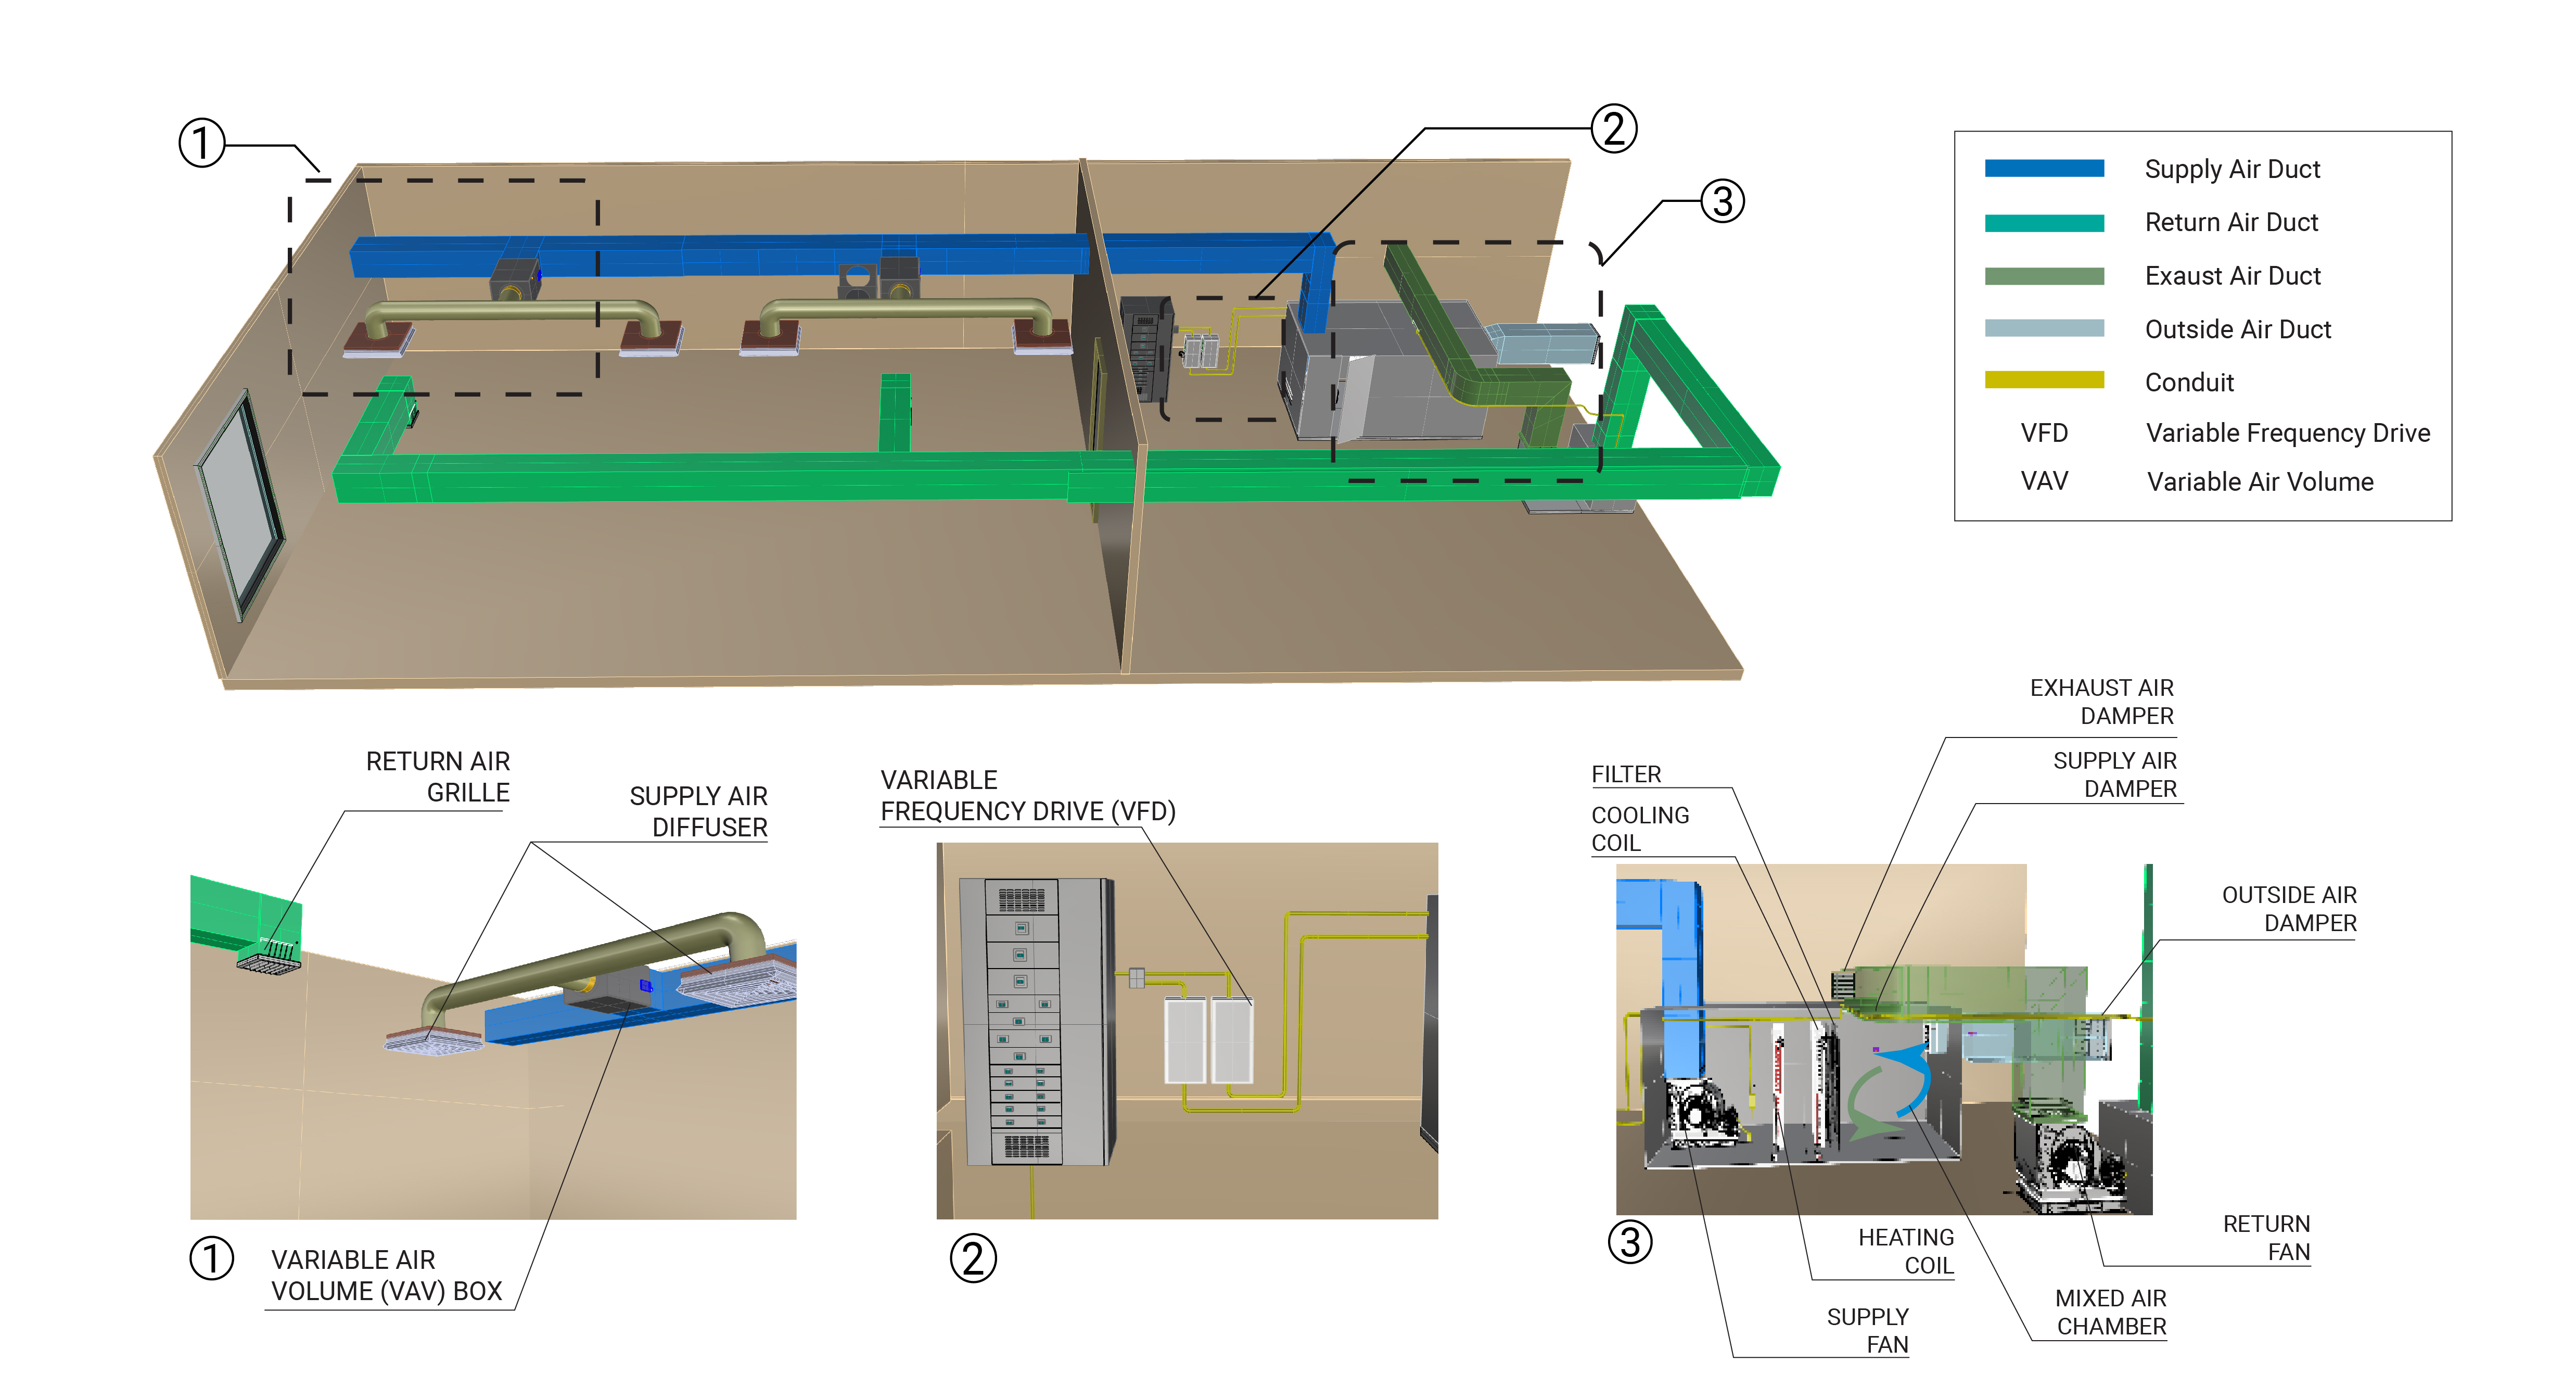 1
2
3
Supply Air Duct
Return Air Duct
Exaust Air Duct
Outside Air Duct
Conduit
VFD Variable Frequency Drive
VAV Variable Air Volume
RETURN AIR
GRILLE
SUPPLY AIR
DIFFUSER
1
VARIABLE AIR
VOLUME (VAV) BOX
VARIABLE
FREQUENCY DRIVE (VFD)
2
EXHAUST AIR
DAMPER
SUPPLY AIR
DAMPER
FILTER
COOLING
COIL
OUTSIDE AIR
DAMPER
3
HEATING
COIL
RETURN
FAN
MIXED AIR
CHAMBER
SUPPLY
FAN